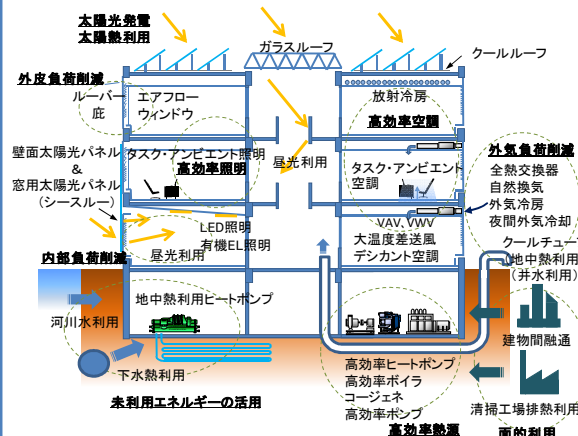 太陽光発電
太陽熱利用
ガラスルーフ
クールルーフ
外皮負荷削減
ルーバー
庇
エアフロー
ウィンドウ
放射冷房
高効率空調
壁面太陽光パネル
&
窓用太陽光パネル
(シースルー)
タスク・アンビエント照明
高効率照明
昼光利用
タスク・アンビエント
空調
外気負荷削減
全熱交換器
自然換気
外気冷房
夜間外気冷却
LED照明
有機EL照明
昼光利用
内部負荷削減
VAV, VWV
大温度差送風
デシカント空調
クールチュー
(地中熱利用)
(井水利用)
地中熱利用ヒートポンプ
河川水利用
下水熱利用
未利用エネルギーの活用
高効率ヒートポンプ
高効率ボイラ
コージェネ
高効率ポンプ
高効率熱源
建物間融通
清掃工場排熱利用
面的利用